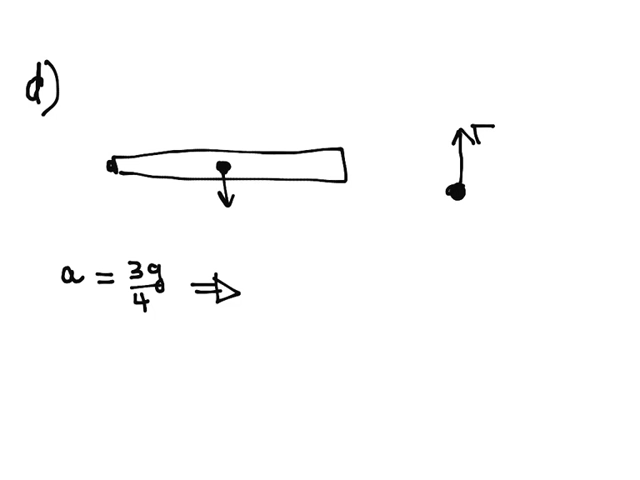 d)
T
a = 3g/4 ⇒